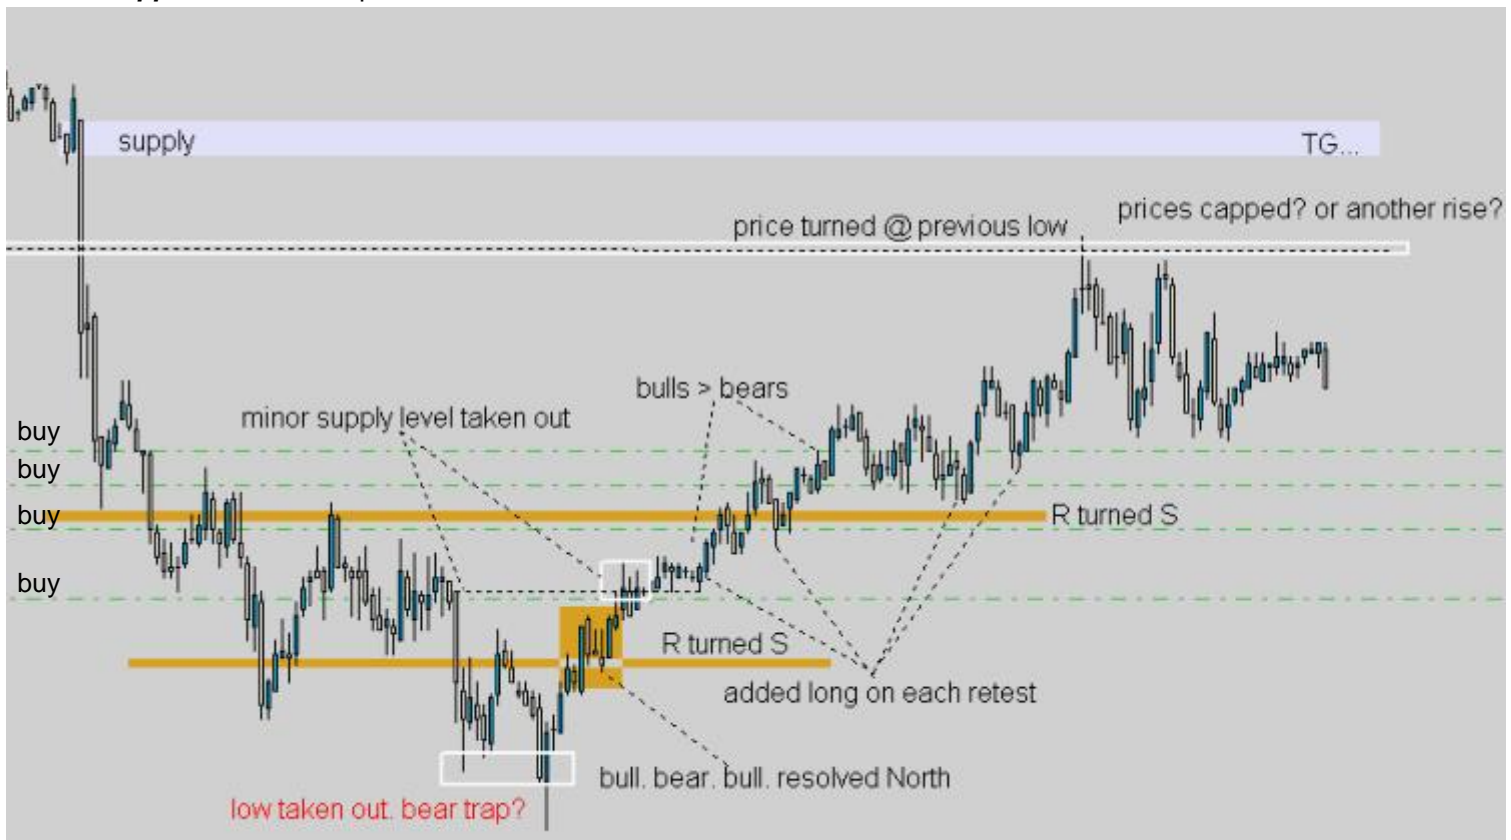 supply
TG...
prices capped? or another rise?
price turned @ previous low
bulls > bears
minor supply level taken out
buy
buy
buy
R turned S
buy
R turned S
added long on each retest
bull. bear. bull. resolved North
low taken out. bear trap?